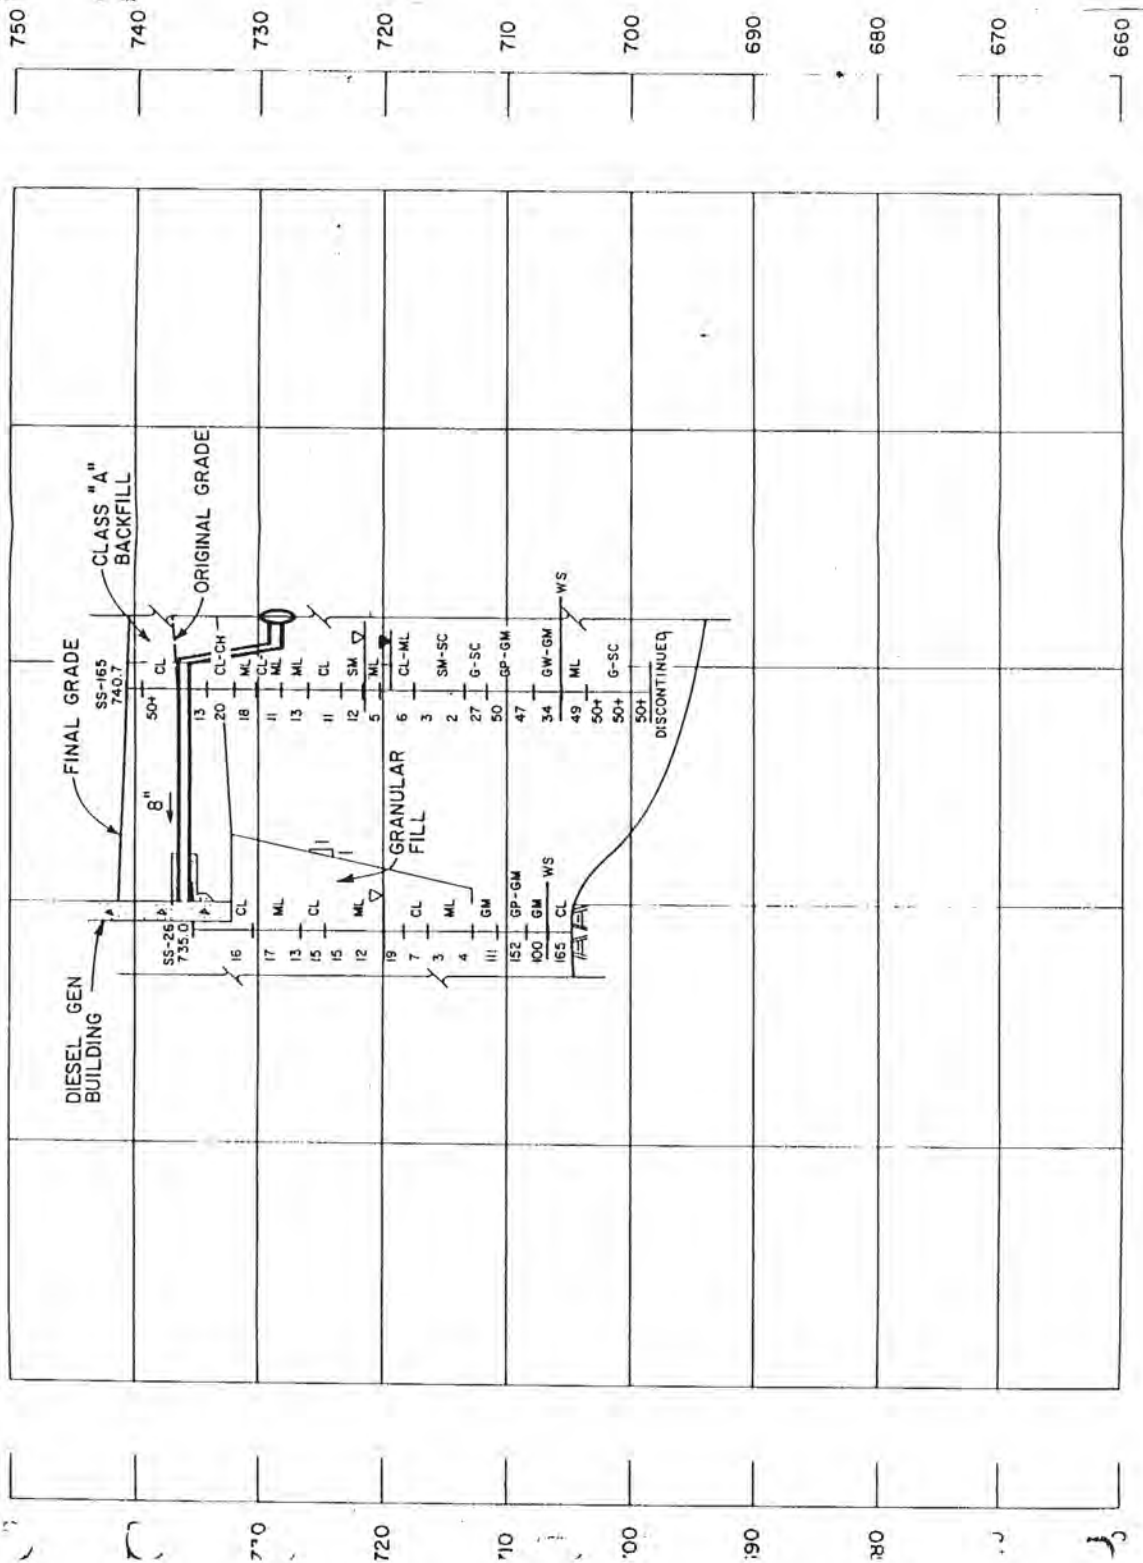 750
740
730
720
710
700
690
680
670
660
FINAL GRADE
CLASS "A"
BACKFILL
ORIGINAL GRADE
DIESEL GEN
BUILDING
8"
GRANULAR
FILL
1
1
SS-165
740.7
50+
CL
13
20
CL-CH
18
ML
11
CL-
ML
13
ML
11
CL
12
SM
5
ML
6
CL-ML
3
2
SM-SC
27
G-SC
50
47
GP-GM
34
GW-GM
WS
49
ML
50+
50+
50+
G-SC
DISCONTINUED
SS-26
735.0
16
CL
17
ML
13
15
CL
15
12
ML
19
7
CL
3
4
ML
111
GM
152
GP-GM
100
GM
WS
165
CL
720